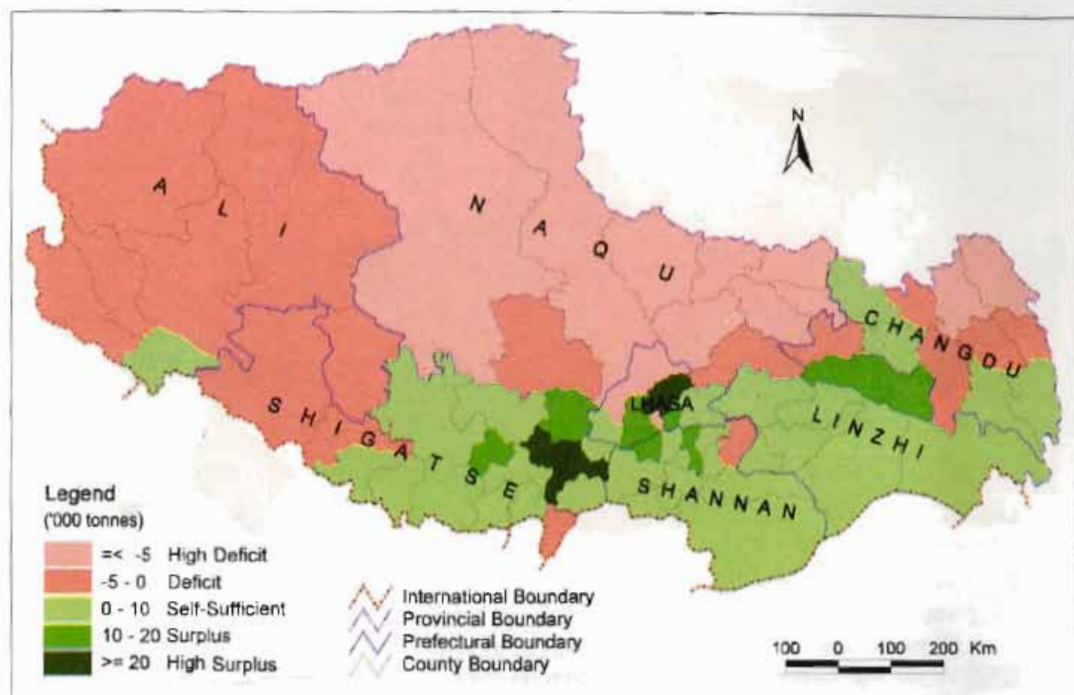 N
ALI
NAQU
CHANGDU
LHASA
LINZHI
SHIGATSE
SHANNAN
Legend
('000 tonnes)
=< -5 High Deficit
-5 - 0 Deficit
0 - 10 Self-Sufficient
10 - 20 Surplus
>= 20 High Surplus
International Boundary
Provincial Boundary
Prefectural Boundary
County Boundary
100 0 100 200 Km